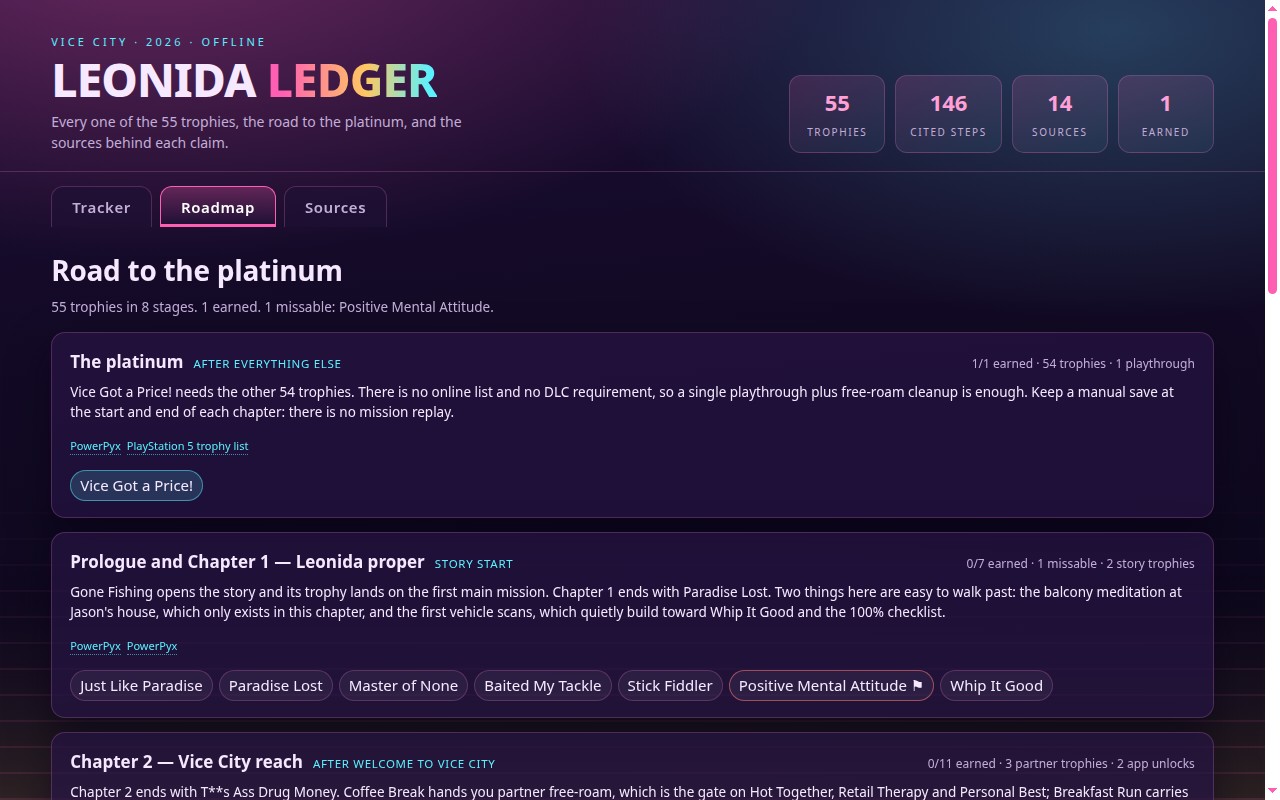 VICE CITY · 2026 · OFFLINE
LEONIDA LEDGER
Every one of the 55 trophies, the road to the platinum, and the
sources behind each claim.
55
TROPHIES
146
CITED STEPS
14
SOURCES
1
EARNED
Tracker
Roadmap
Sources
Road to the platinum
55 trophies in 8 stages. 1 earned. 1 missable: Positive Mental Attitude.
The platinum AFTER EVERYTHING ELSE
1/1 earned · 54 trophies · 1 playthrough
Vice Got a Price! needs the other 54 trophies. There is no online list and no DLC requirement, so a single playthrough plus free-roam cleanup is enough. Keep a manual save at
the start and end of each chapter: there is no mission replay.
PowerPyx PlayStation 5 trophy list
Vice Got a Price!
Prologue and Chapter 1 — Leonida proper STORY START
0/7 earned · 1 missable · 2 story trophies
Gone Fishing opens the story and its trophy lands on the first main mission. Chapter 1 ends with Paradise Lost. Two things here are easy to walk past: the balcony meditation at
Jason's house, which only exists in this chapter, and the first vehicle scans, which quietly build toward Whip It Good and the 100% checklist.
PowerPyx PowerPyx
Just Like Paradise Paradise Lost Master of None Baited My Tackle Stick Fiddler Positive Mental Attitude ⚑ Whip It Good
Chapter 2 — Vice City reach AFTER WELCOME TO VICE CITY
0/11 earned · 3 partner trophies · 2 app unlocks
Chapter 2 ends with T**s Ass Drug Money. Coffee Break hands you partner free-roam, which is the gate on Hot Together, Retail Therapy and Personal Best; Breakfast Run carries